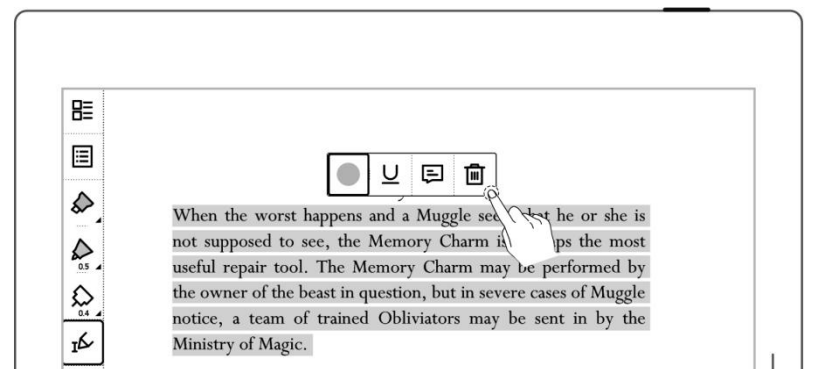 When the worst happens and a Muggle he or she is
not supposed to see, the Memory Charm the most
useful repair tool. The Memory Charm may be performed by
the owner of the beast in question, but in severe cases of Muggle
0.5
notice, a team of trained Obliviators may be sent in by the
0.4
Ministry of Magic.